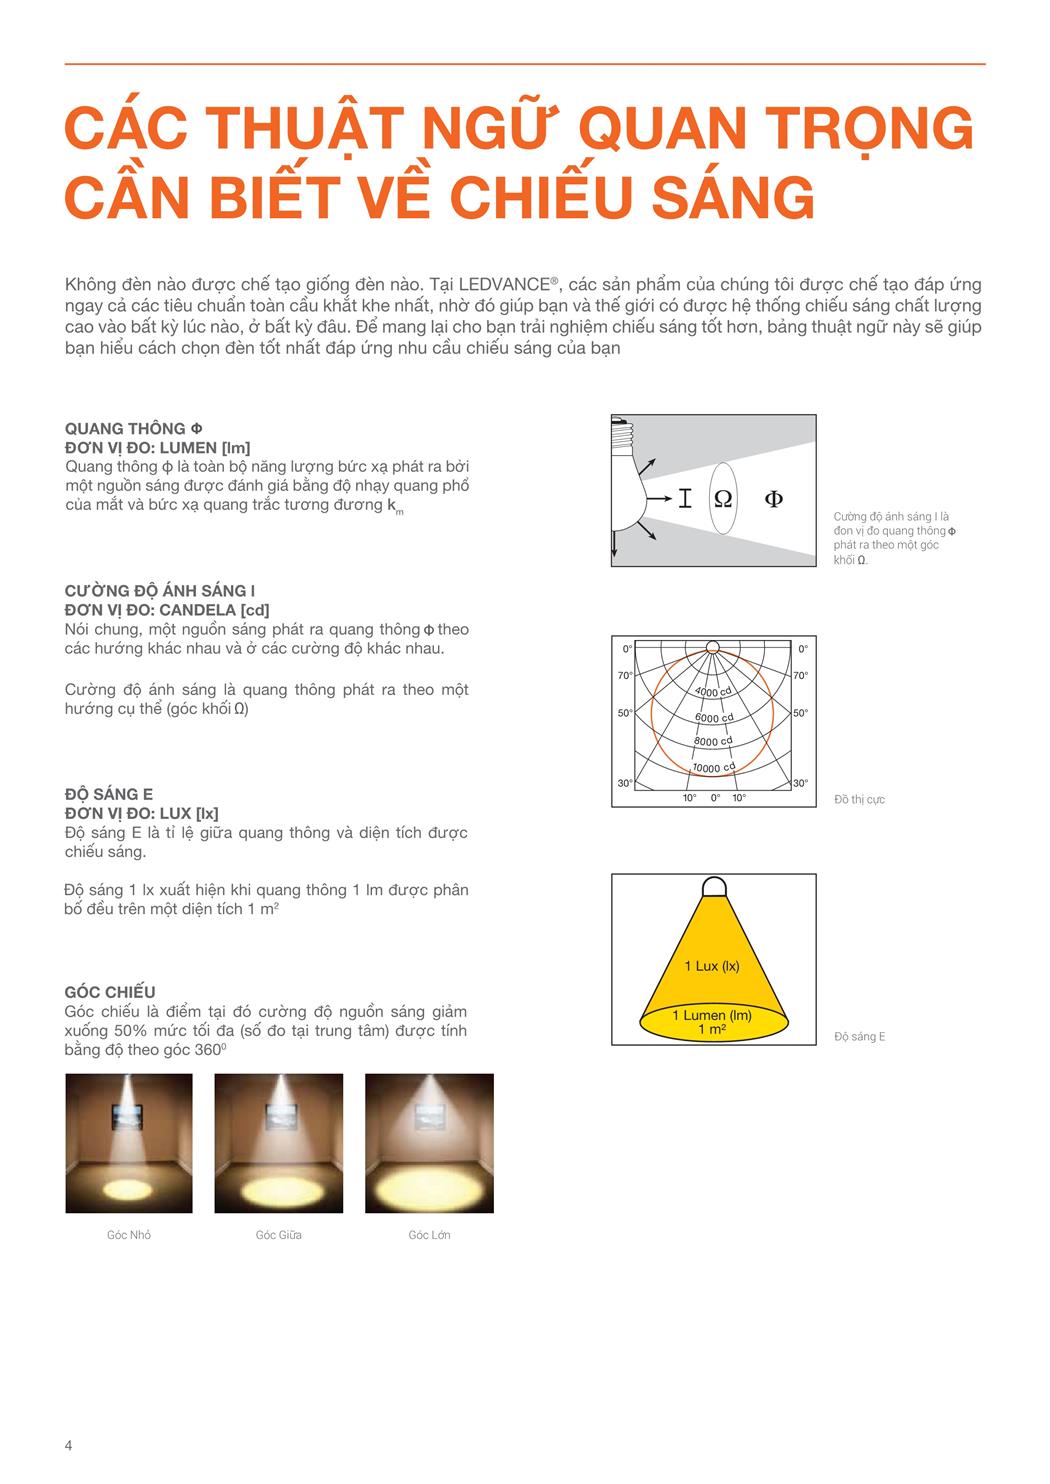 CÁC THUẬT NGỮ QUAN TRỌNG
CẦN BIẾT VỀ CHIẾU SÁNG
Không đèn nào được chế tạo giống đèn nào. Tại LEDVANCE®, các sản phẩm của chúng tôi được chế tạo đáp ứng
ngay cả các tiêu chuẩn toàn cầu khắt khe nhất, nhờ đó giúp bạn và thế giới có được hệ thống chiếu sáng chất lượng
cao vào bất kỳ lúc nào, ở bất kỳ đâu. Để mang lại cho bạn trải nghiệm chiếu sáng tốt hơn, bảng thuật ngữ này sẽ giúp
bạn hiểu cách chọn đèn tốt nhất đáp ứng nhu cầu chiếu sáng của bạn
QUANG THÔNG Φ
ĐƠN VỊ ĐO: LUMEN [lm]
Quang thông ϕ là toàn bộ năng lượng bức xạ phát ra bởi
một nguồn sáng được đánh giá bằng độ nhạy quang phổ
của mắt và bức xạ quang trắc tương đương km
I Ω Φ
Cường độ ánh sáng I là
đon vị đo quang thông Φ
phát ra theo một góc
khối Ω.
CƯỜNG ĐỘ ÁNH SÁNG I
ĐƠN VỊ ĐO: CANDELA [cd]
Nói chung, một nguồn sáng phát ra quang thông Φ theo
các hướng khác nhau và ở các cường độ khác nhau.
Cường độ ánh sáng là quang thông phát ra theo một
hướng cụ thể (góc khối Ω)
0° 0°
70° 70°
4000 cd
50° 50°
6000 cd
8000 cd
10000 cd
30° 30°
10° 0° 10°
Đồ thị cực
ĐỘ SÁNG E
ĐƠN VỊ ĐO: LUX [lx]
Độ sáng E là tỉ lệ giữa quang thông và diện tích được
chiếu sáng.
Độ sáng 1 lx xuất hiện khi quang thông 1 lm được phân
bố đều trên một diện tích 1 m²
1 Lux (lx)
1 Lumen (lm)
1 m²
Độ sáng E
GÓC CHIẾU
Góc chiếu là điểm tại đó cường độ nguồn sáng giảm
xuống 50% mức tối đa (số đo tại trung tâm) được tính
bằng độ theo góc 360⁰
Góc Nhỏ
Góc Giữa
Góc Lớn
4